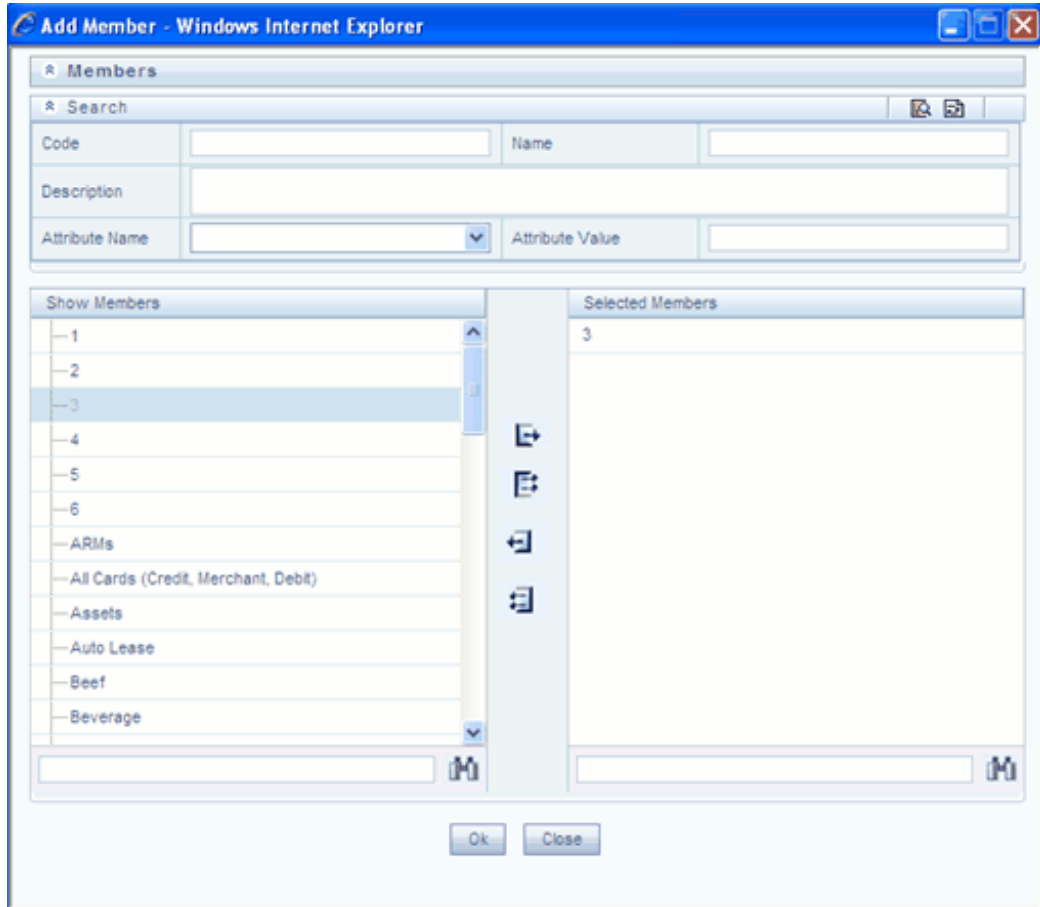 Add Member - Windows Internet Explorer
Members
Search
Code
Name
Description
Attribute Name
Attribute Value
Show Members
Selected Members
1
3
2
3
4
5
6
ARMs
All Cards (Credit, Merchant, Debit)
Assets
Auto Lease
Beef
Beverage
Ok
Close